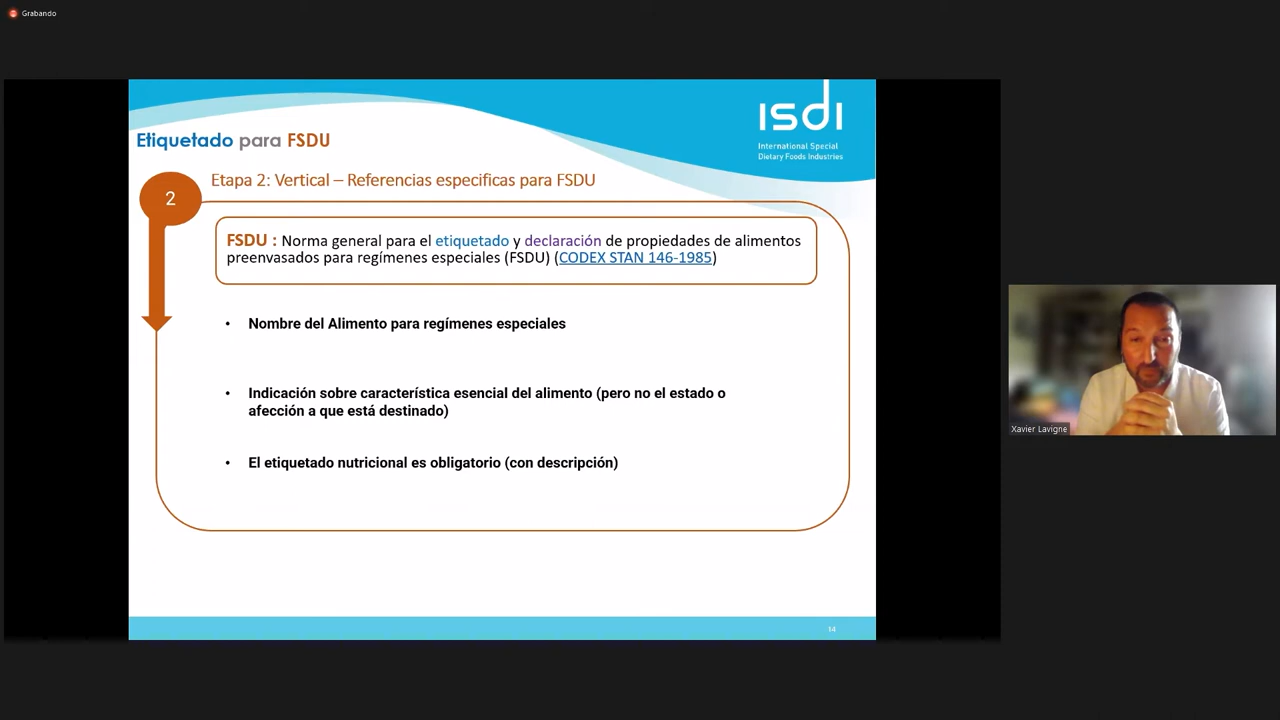 Grabando
isdi
International Special
Dietary Foods Industries
Etiquetado para FSDU
Etapa 2: Vertical – Referencias especificas para FSDU
2
FSDU : Norma general para el etiquetado y declaración de propiedades de alimentos
preenvasados para regímenes especiales (FSDU) (CODEX STAN 146-1985)
• Nombre del Alimento para regímenes especiales
• Indicación sobre característica esencial del alimento (pero no el estado o
afección a que está destinado)
• El etiquetado nutricional es obligatorio (con descripción)
14
Xavier Lavigne